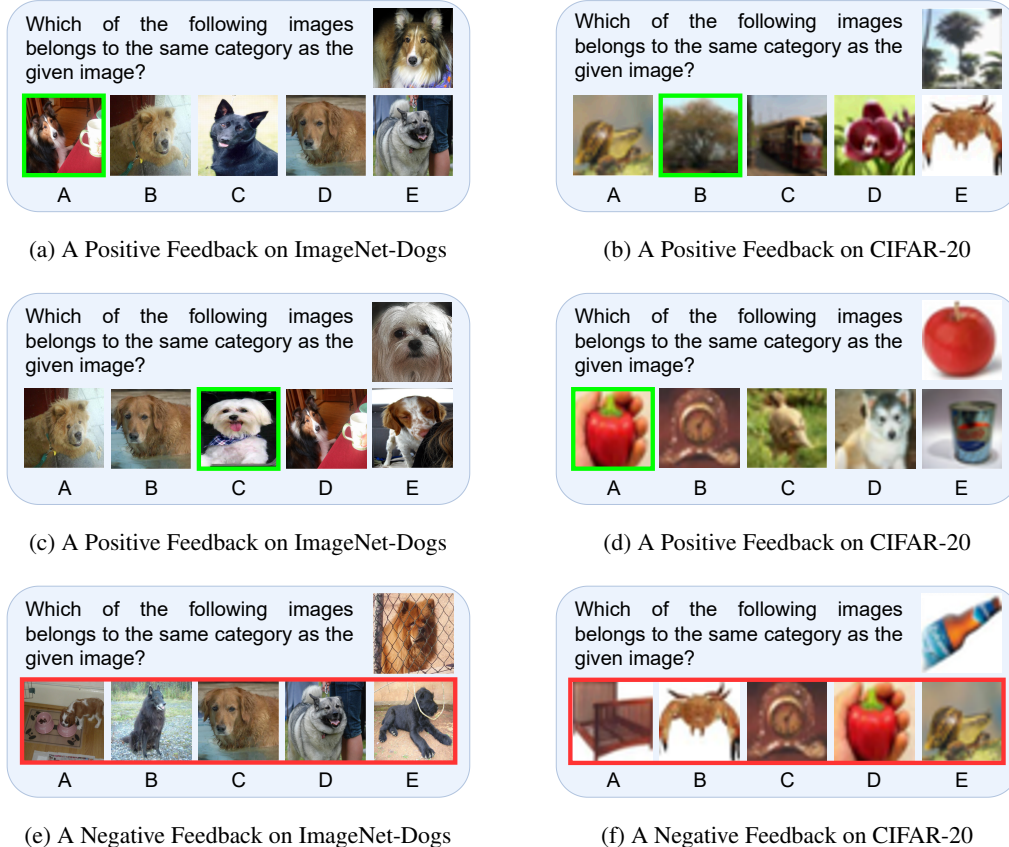 Which of the following images
belongs to the same category as the
given image?
A B C D E
(a) A Positive Feedback on ImageNet-Dogs
Which of the following images
belongs to the same category as the
given image?
A B C D E
(b) A Positive Feedback on CIFAR-20
Which of the following images
belongs to the same category as the
given image?
A B C D E
(c) A Positive Feedback on ImageNet-Dogs
Which of the following images
belongs to the same category as the
given image?
A B C D E
(d) A Positive Feedback on CIFAR-20
Which of the following images
belongs to the same category as the
given image?
A B C D E
(e) A Negative Feedback on ImageNet-Dogs
Which of the following images
belongs to the same category as the
given image?
A B C D E
(f) A Negative Feedback on CIFAR-20